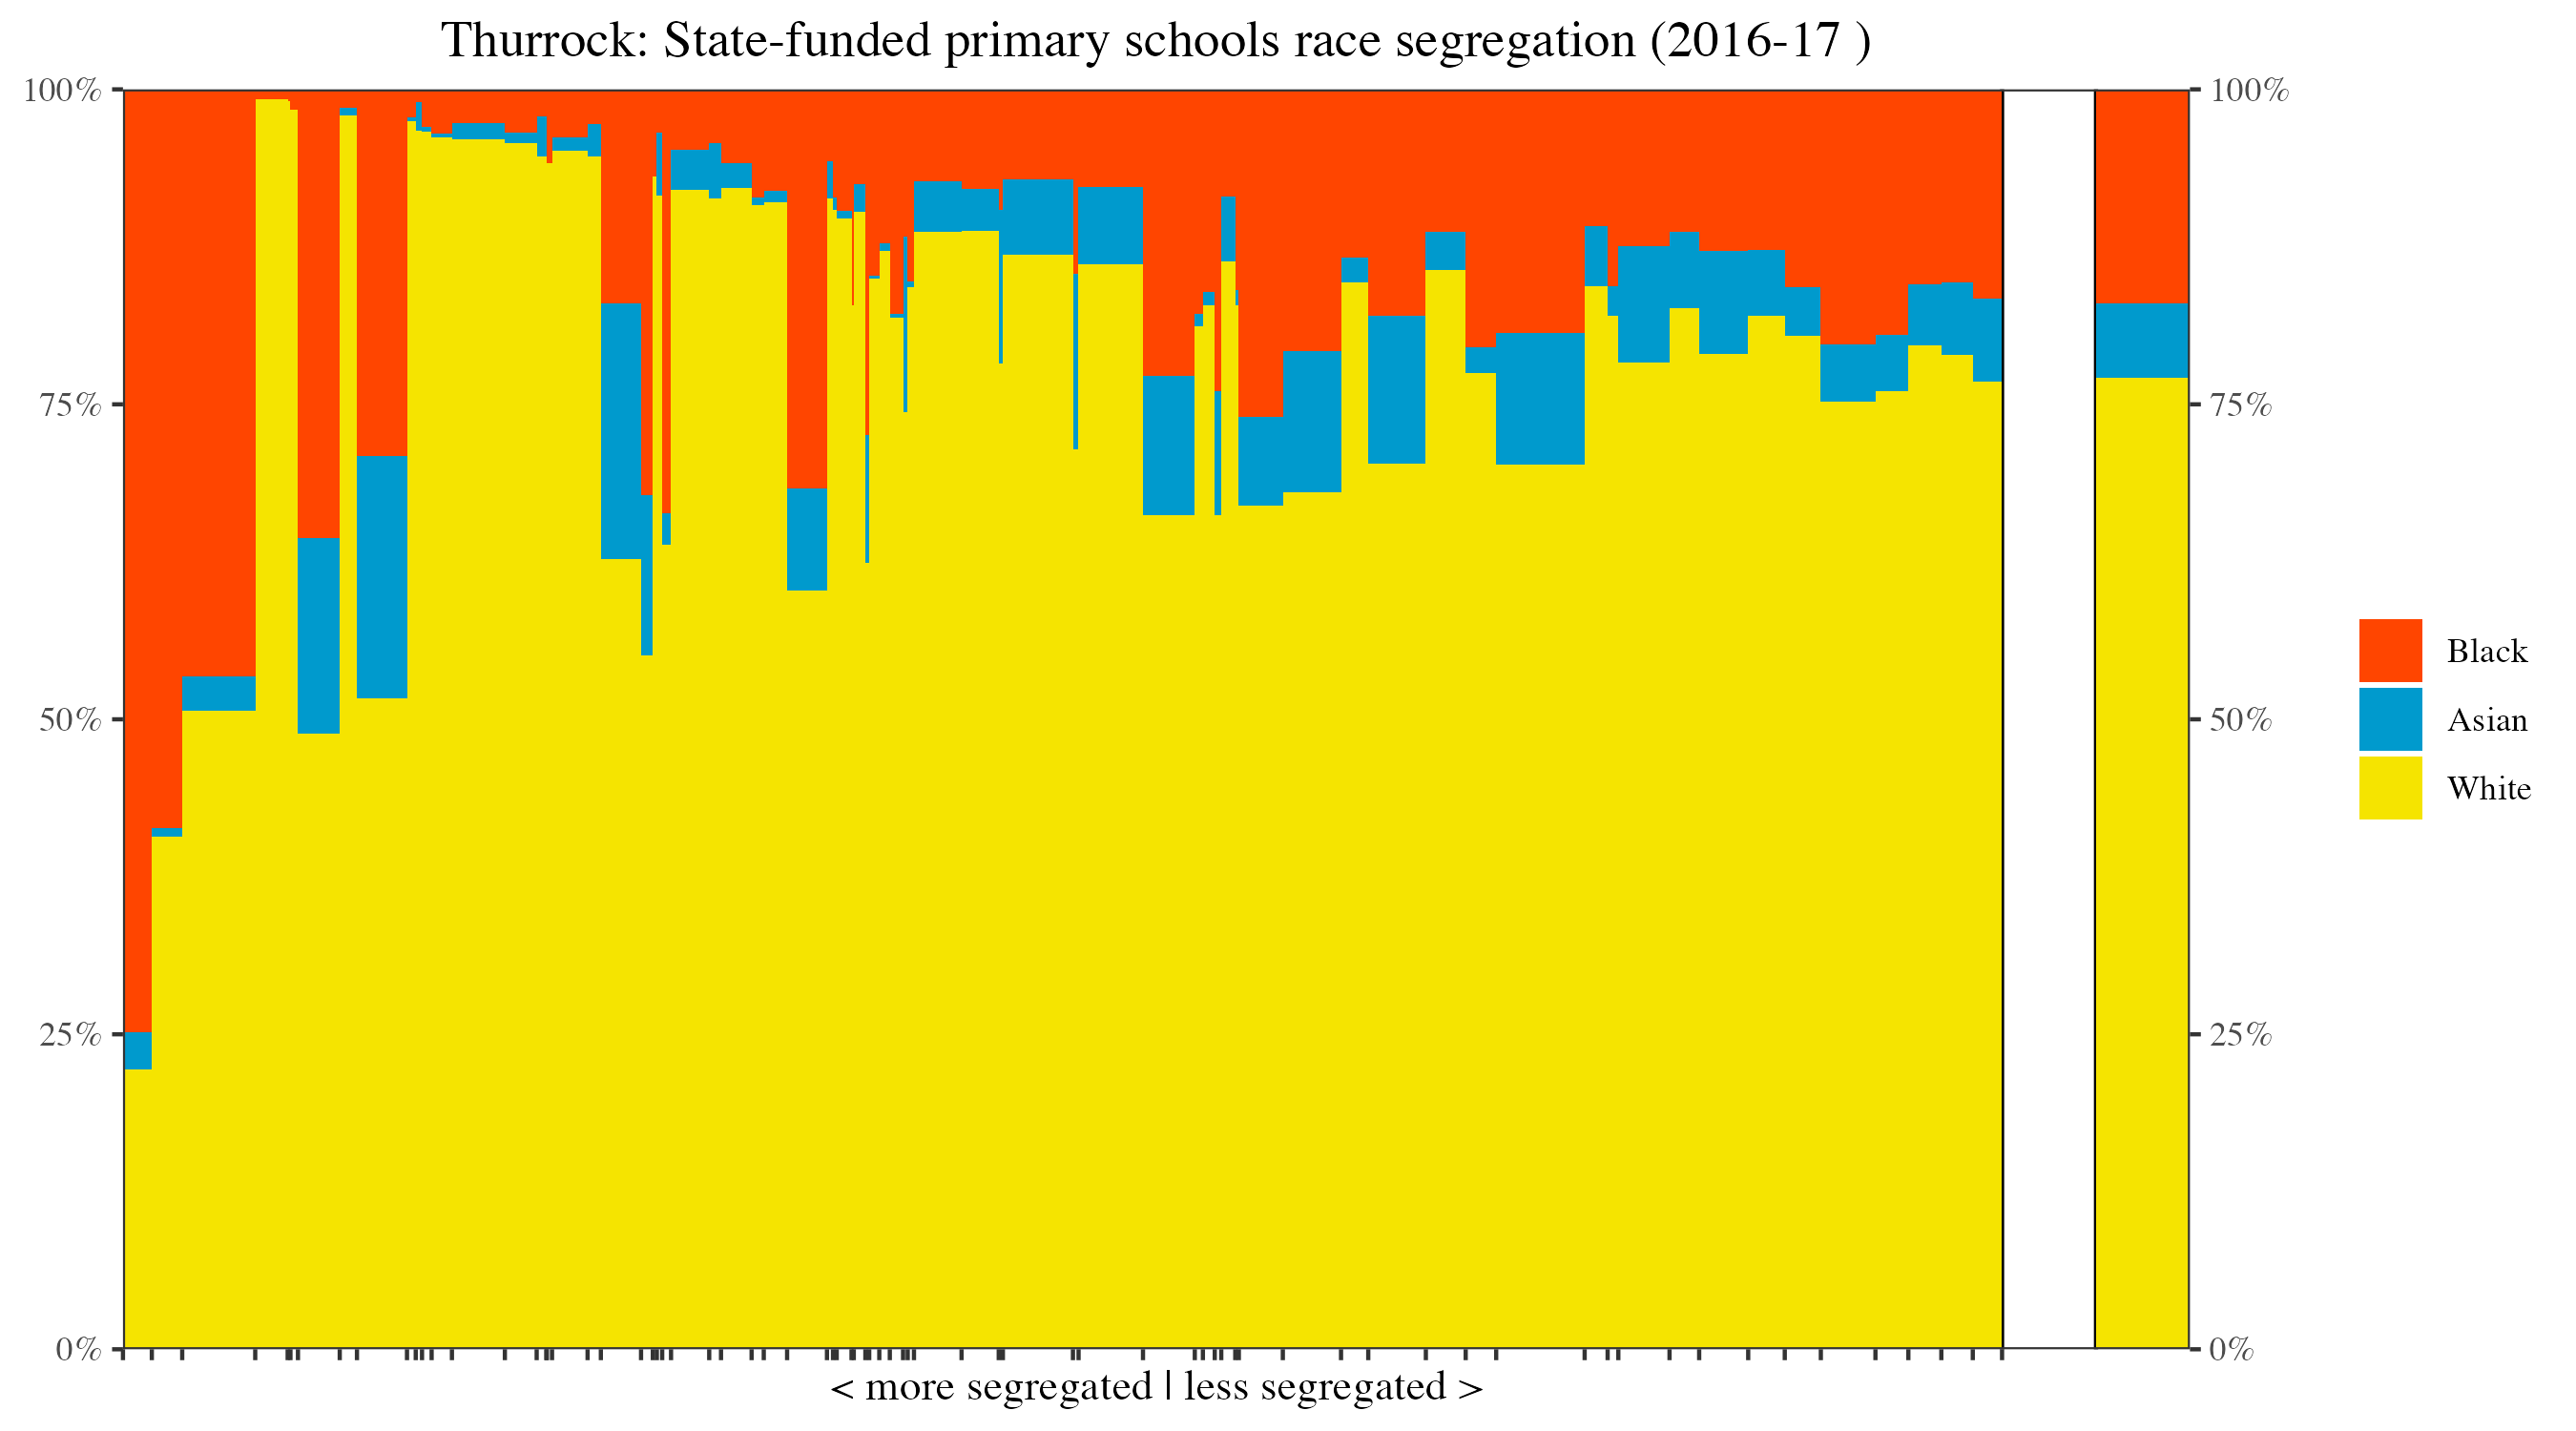 Thurrock: State-funded primary schools race segregation (2016-17 )
100%
75%
50%
25%
0%
100%
75%
50%
25%
0%
Black
Asian
White
< more segregated | less segregated >